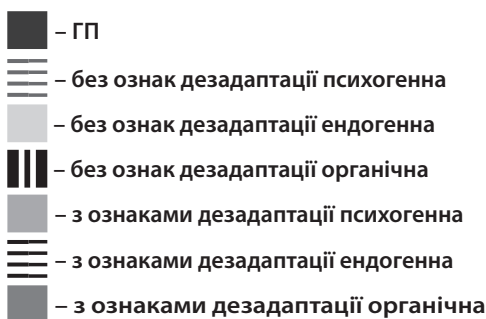 – ГП
– без ознак дезадаптації психогенна
– без ознак дезадаптації ендогенна
– без ознак дезадаптації органічна
– з ознаками дезадаптації психогенна
– з ознаками дезадаптації ендогенна
– з ознаками дезадаптації органічна